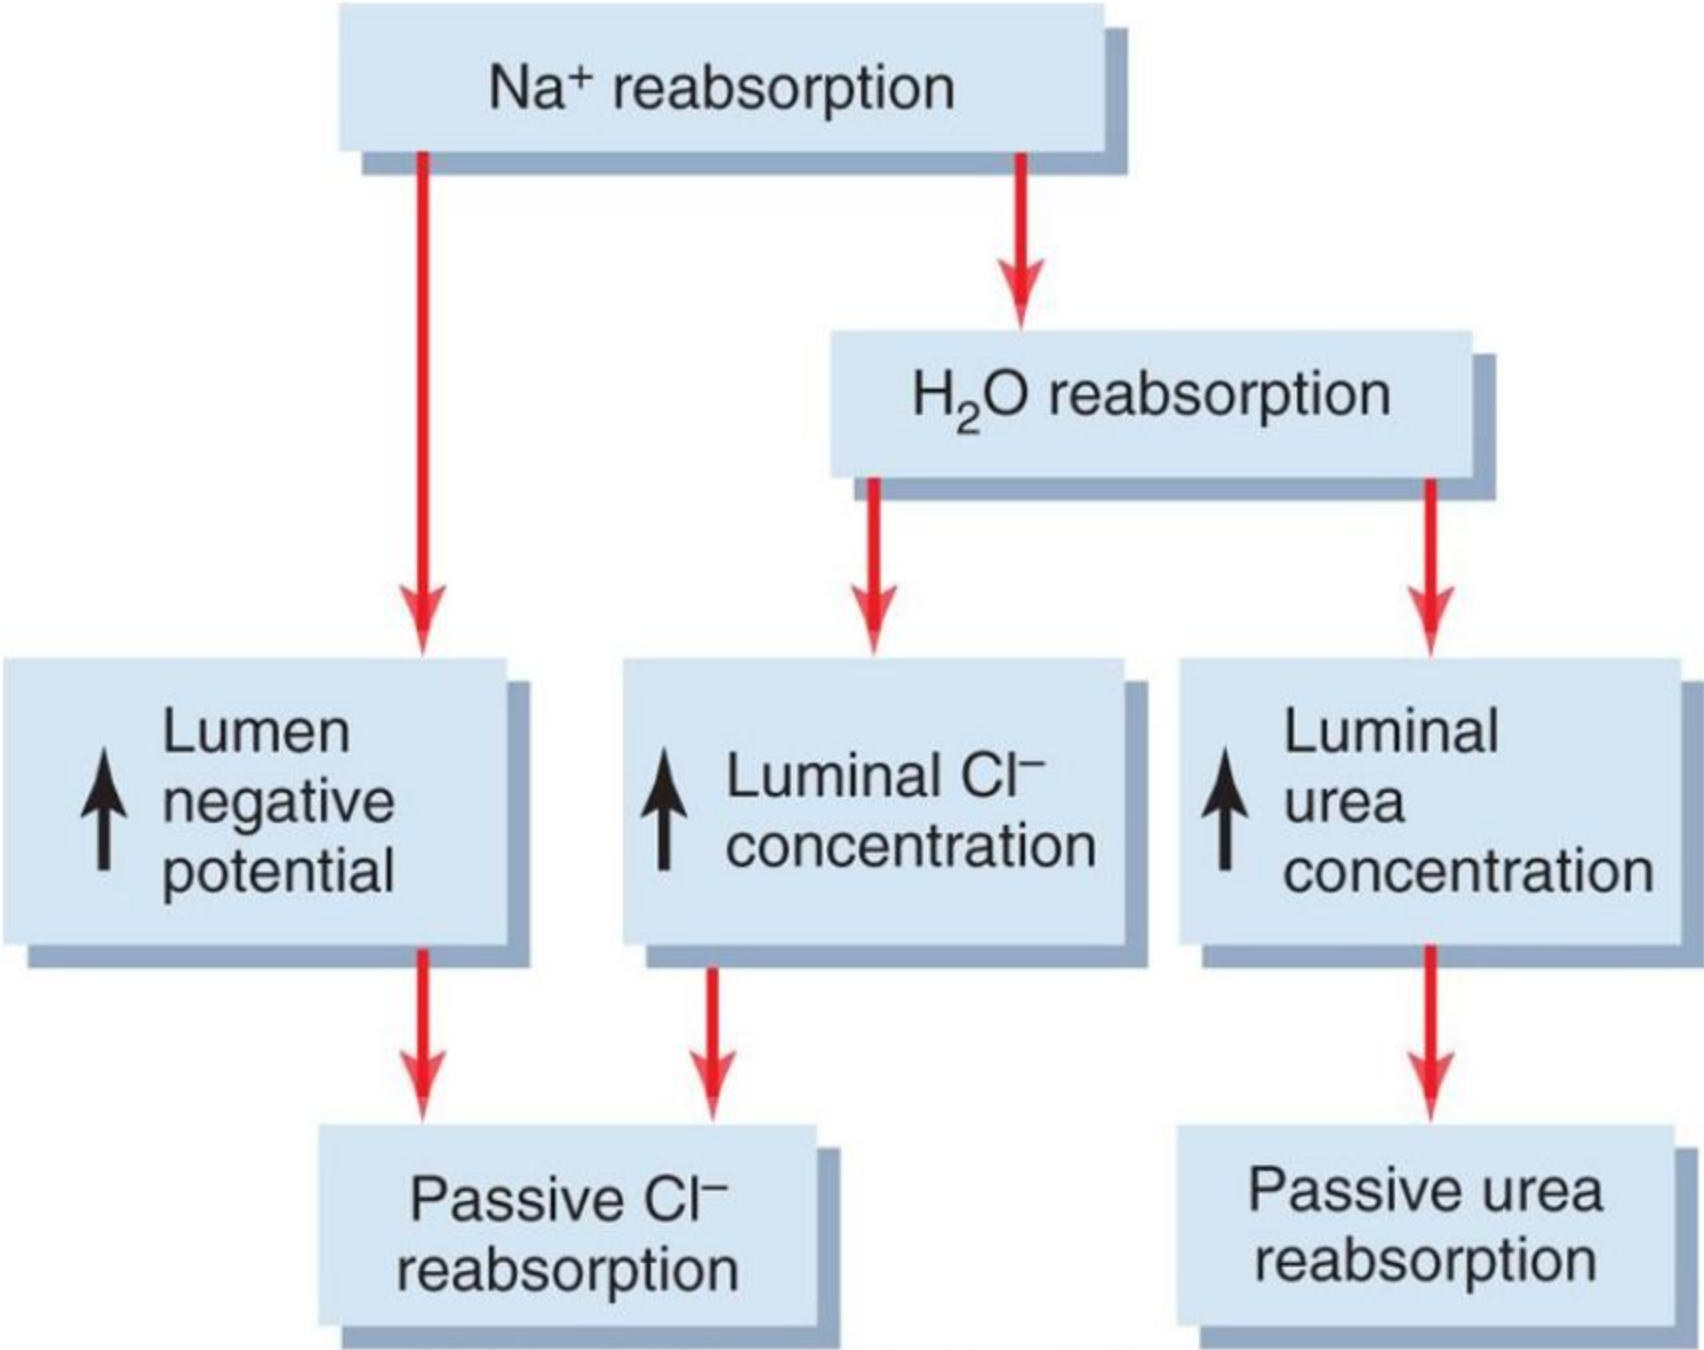 Na⁺ reabsorption
H₂O reabsorption
Lumen
negative
potential
Luminal Cl⁻
concentration
Luminal
urea
concentration
Passive Cl⁻
reabsorption
Passive urea
reabsorption